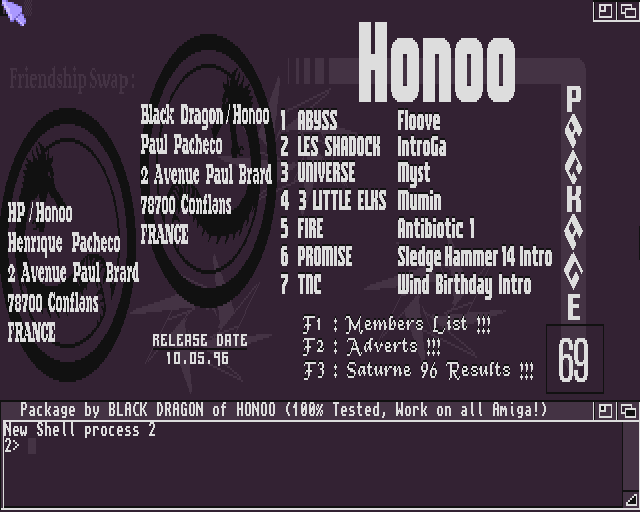 Honoo
Friendship Swap :
Black Dragon / Honoo
Paul Pacheco
2 Avenue Paul Brard
78700 Conflans
FRANCE
HP / Honoo
Henrique Pacheco
2 Avenue Paul Brard
78700 Conflans
FRANCE
RELEASE DATE
10.05.96
1 ABYSS Floove
2 LES SHADOCK IntroGa
3 UNIVERSE Myst
4 3 LITTLE ELKS Mumin
5 FIRE Antibiotic 1
6 PROMISE Sledge Hammer 14 Intro
7 TNC Wind Birthday Intro
F1 : Members List !!!
F2 : Adverts !!!
F3 : Saturne 96 Results !!!
PACKAGE
69
Package by BLACK DRAGON of HONOO (100% Tested, Work on all Amiga!)
New Shell process 2
2>